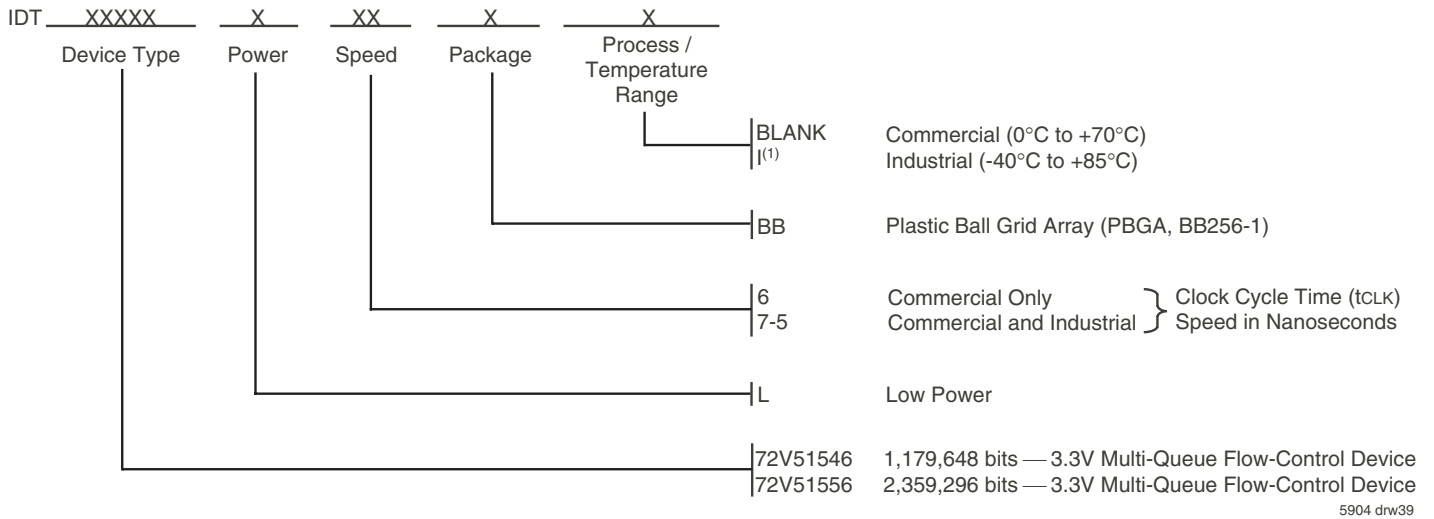 IDT XXXXX X XX X X
Device Type Power Speed Package Process / Temperature Range
BLANK Commercial (0°C to +70°C)
I(1) Industrial (-40°C to +85°C)
BB Plastic Ball Grid Array (PBGA, BB256-1)
6 Commercial Only
7-5 Commercial and Industrial
} Clock Cycle Time (tCLK)
Speed in Nanoseconds
L Low Power
72V51546 1,179,648 bits — 3.3V Multi-Queue Flow-Control Device
72V51556 2,359,296 bits — 3.3V Multi-Queue Flow-Control Device
5904 drw39